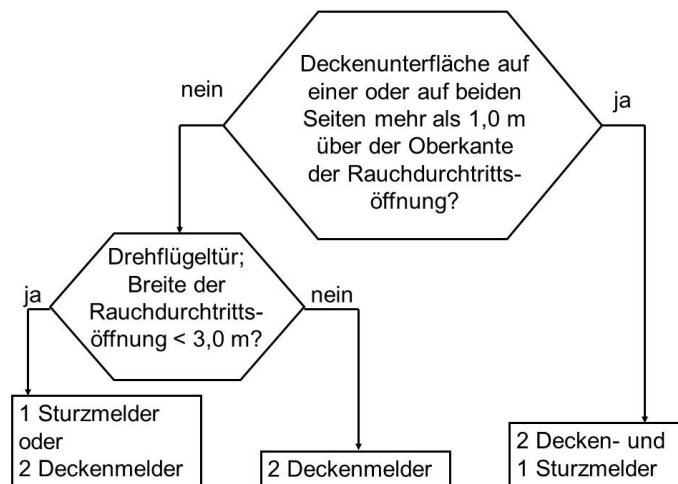 Deckenunterfläche auf
einer oder auf beiden
Seiten mehr als 1,0 m
über der Oberkante
der Rauchdurchtritts-
öffnung?
nein
ja
Drehflügeltür;
Breite der
Rauchdurchtritts-
öffnung < 3,0 m?
ja
nein
1 Sturzmelder
oder
2 Deckenmelder
2 Deckenmelder
2 Decken- und
1 Sturzmelder